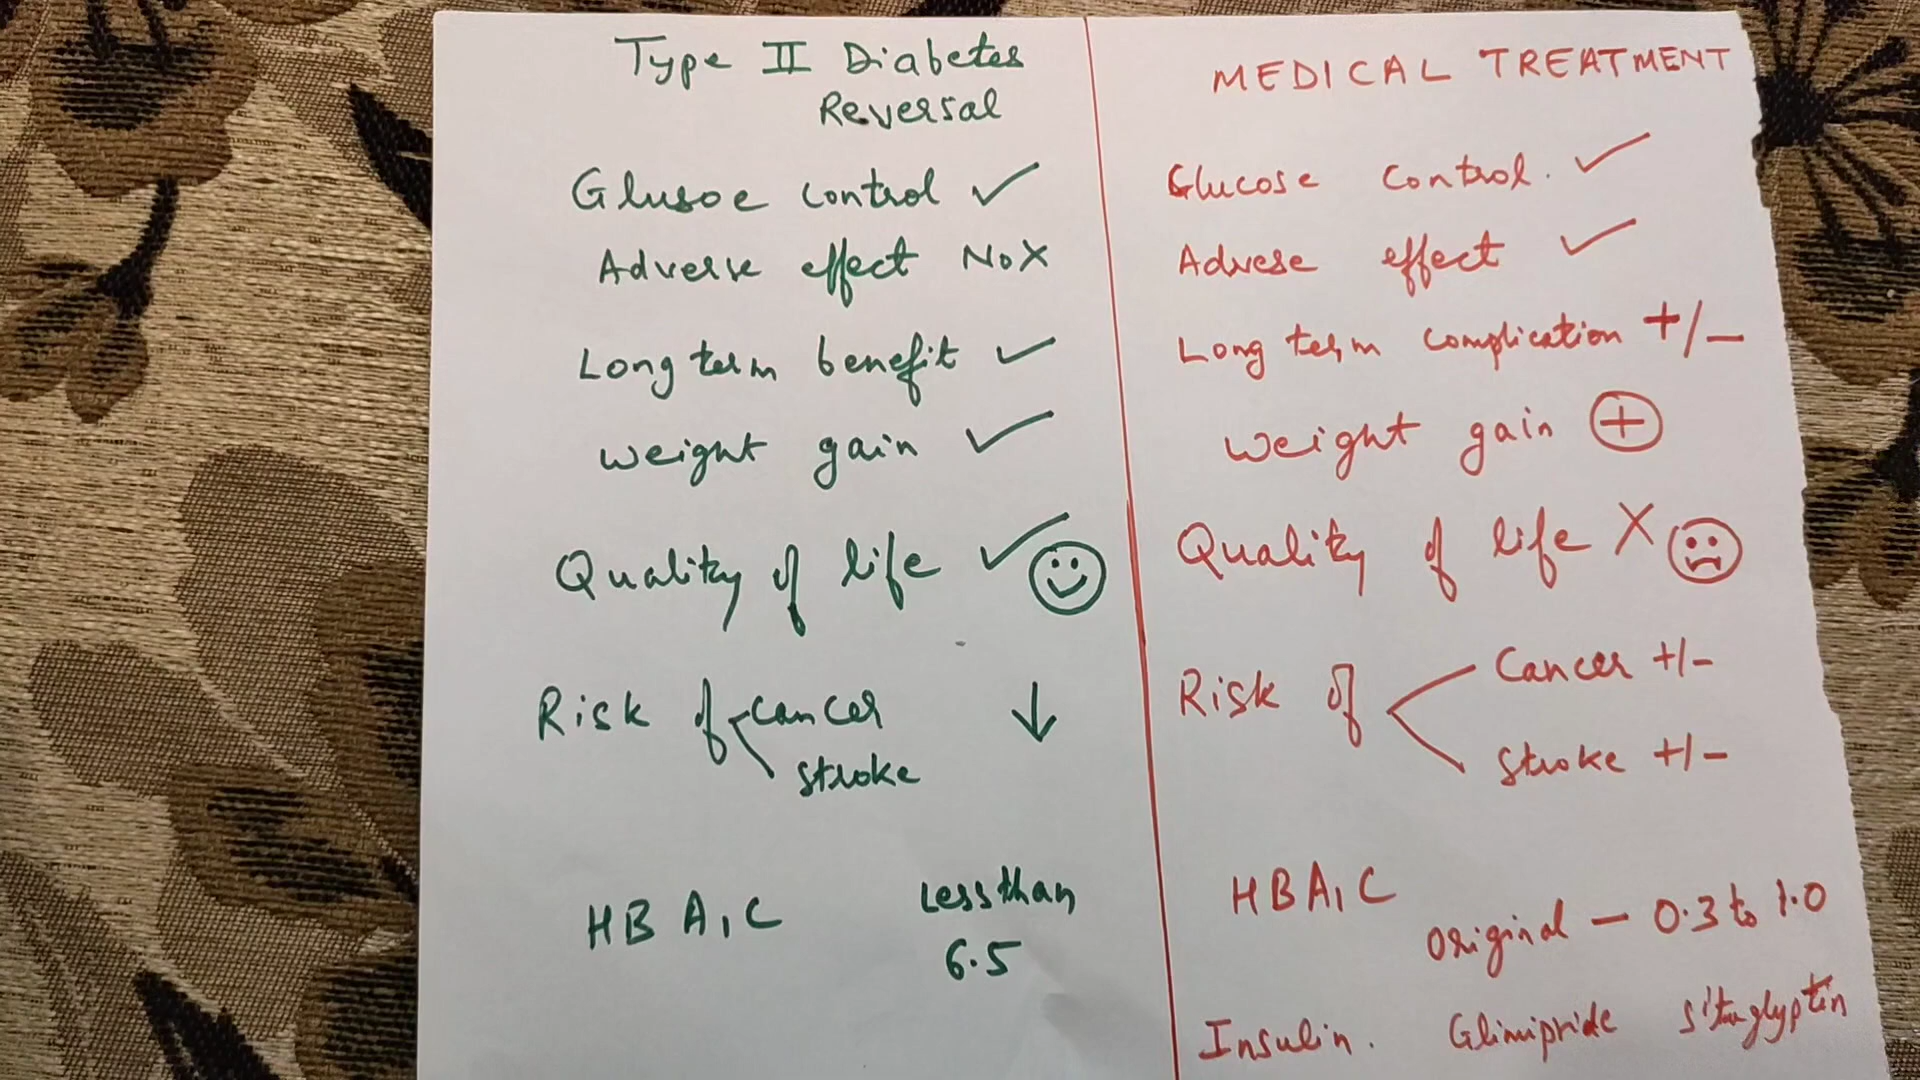 Type II Diabetes
Reversal
Glusoe control ✓
Adverse effect No X
Long term benefit ✓
weight gain ✓
Quality of life ✓
Risk of cancer ↓
stroke
HBA1C Less than
6.5
MEDICAL TREATMENT
Glucose control. ✓
Advese effect ✓
Long term complication +/-
weight gain +
Quality of life X
Risk of Cancer +/-
Stroke +/-
HBA1C
Original - 0.3 to 1.0
Insulin. Glimipride sitaglyptin